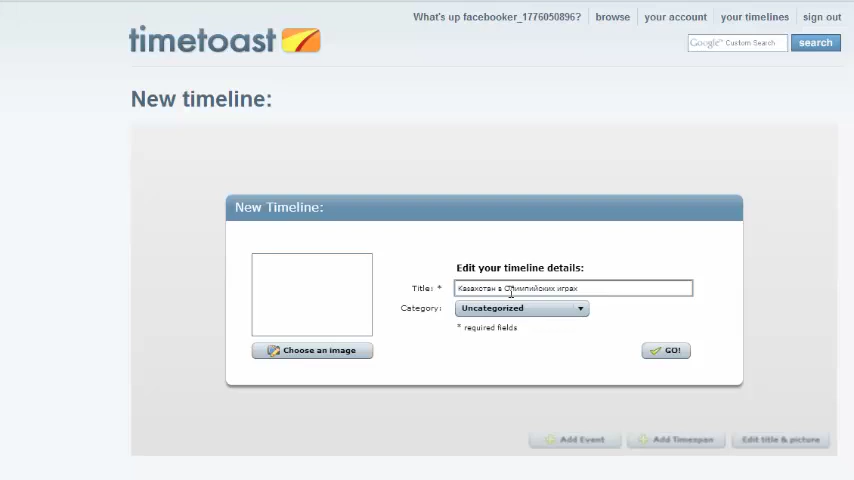 What's up facebooker_1776050896? browse your account your timelines sign out
timetoast
Google™ Custom Search search
New timeline:
New Timeline:
Edit your timeline details:
Title: * Казахстан в Олимпийских играх
Category: Uncategorized
* required fields
Choose an image GO!
Add Event Add Timespan Edit title & picture